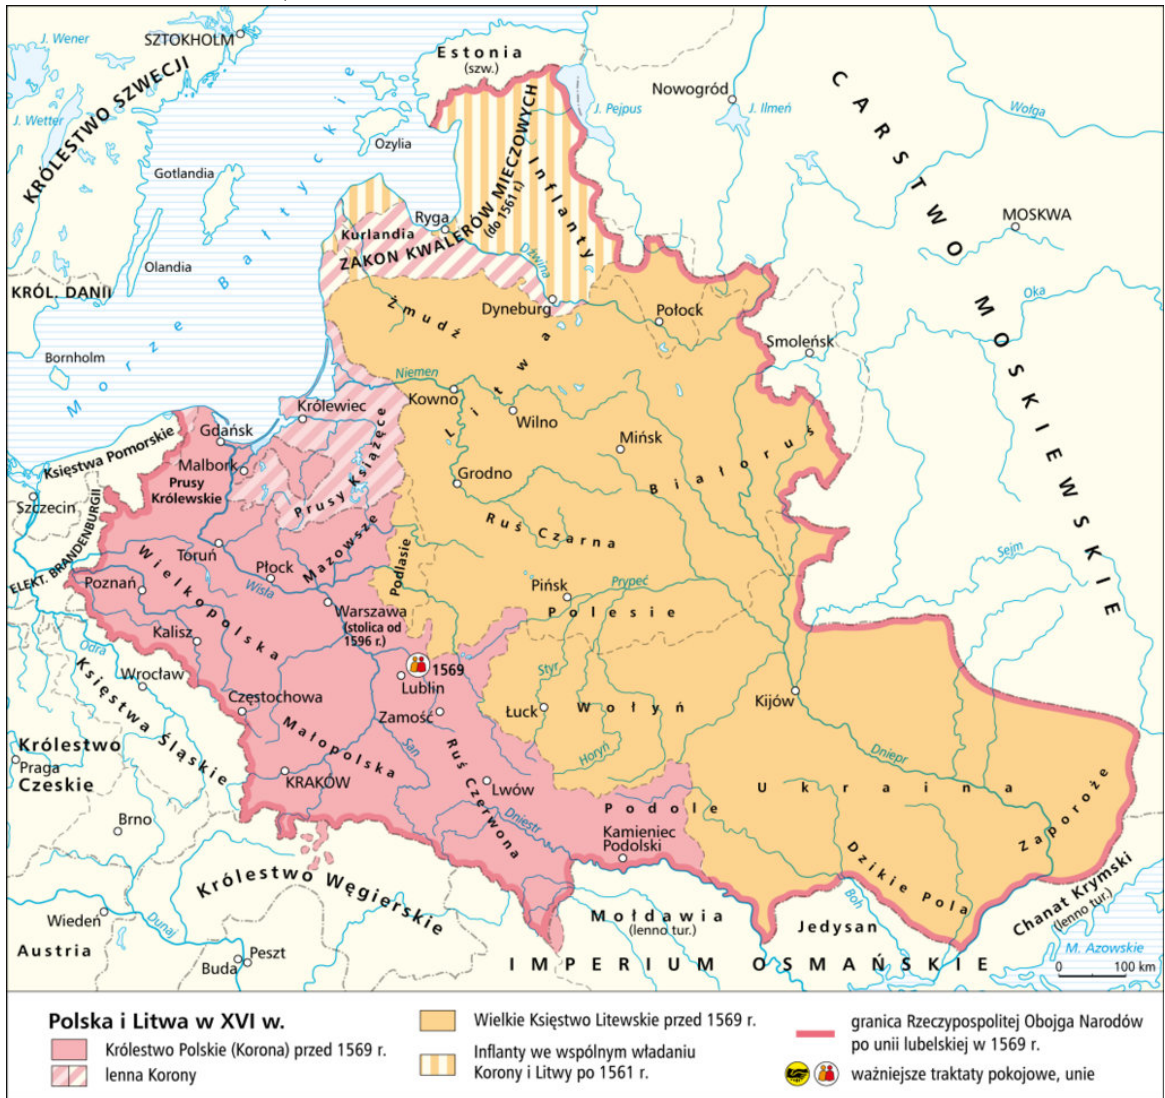 SZTOKHOLM
J. Wener
Estonia
(szw.)
KRÓLESTWO SZWECJI
J. Wetter
Nowogród
J. Pejpus
J. Ilmeń
Wołga
CARSTWO MOSKIEWSKIE
Morze Bałtyckie
Ozylia
Gotlandia
Inflanty
ZAKON KWALERÓW MIECZOWYCH
(do 1561 r.)
Ryga
Kurlandia
MOSKWA
Olandia
Dźwina
KRÓL. DANII
Oka
Dyneburg
Połock
Żmudź
Smoleńsk
Bornholm
Litwa
Niemen
Kowno
Królewiec
Wilno
Gdańsk
Księstwa Pomorskie
Mińsk
Białoruś
Malbork
Grodno
Prusy
Królewskie
Prusy Książęce
Szczecin
Ruś Czarna
ELEKT. BRANDENBURGII
Toruń
Mazowsze
Sejm
Płock
Podlasie
Poznań
Wisła
Wielkopolska
Pińsk
Prypeć
Polesie
Warszawa
(stolica od
1596 r.)
Kalisz
Odra
1569
Lublin
Styr
Wrocław
Księstwa Śląskie
Częstochowa
Zamość
Łuck
Wołyń
Kijów
Królestwo
Czeskie
Praga
Małopolska
San
Ruś Czerwona
Horyń
Dniepr
KRAKÓW
Lwów
Ukraina
Podole
Zaporoże
Brno
Dniestr
Kamieniec
Podolski
Dzikie Pola
Królestwo Węgierskie
Boh
Chanat Krymski
(lenno tur.)
Wiedeń
Dunaj
Mołdawia
(lenno tur.)
Jedysan
Austria
Peszt
Buda
M. Azowskie
IMPERIUM OSMAŃSKIE
0 100 km
Polska i Litwa w XVI w.
Królestwo Polskie (Korona) przed 1569 r.
lenna Korony
Wielkie Księstwo Litewskie przed 1569 r.
Inflanty we wspólnym władaniu
Korony i Litwy po 1561 r.
granica Rzeczypospolitej Obojga Narodów
po unii lubelskiej w 1569 r.
ważniejsze traktaty pokojowe, unie